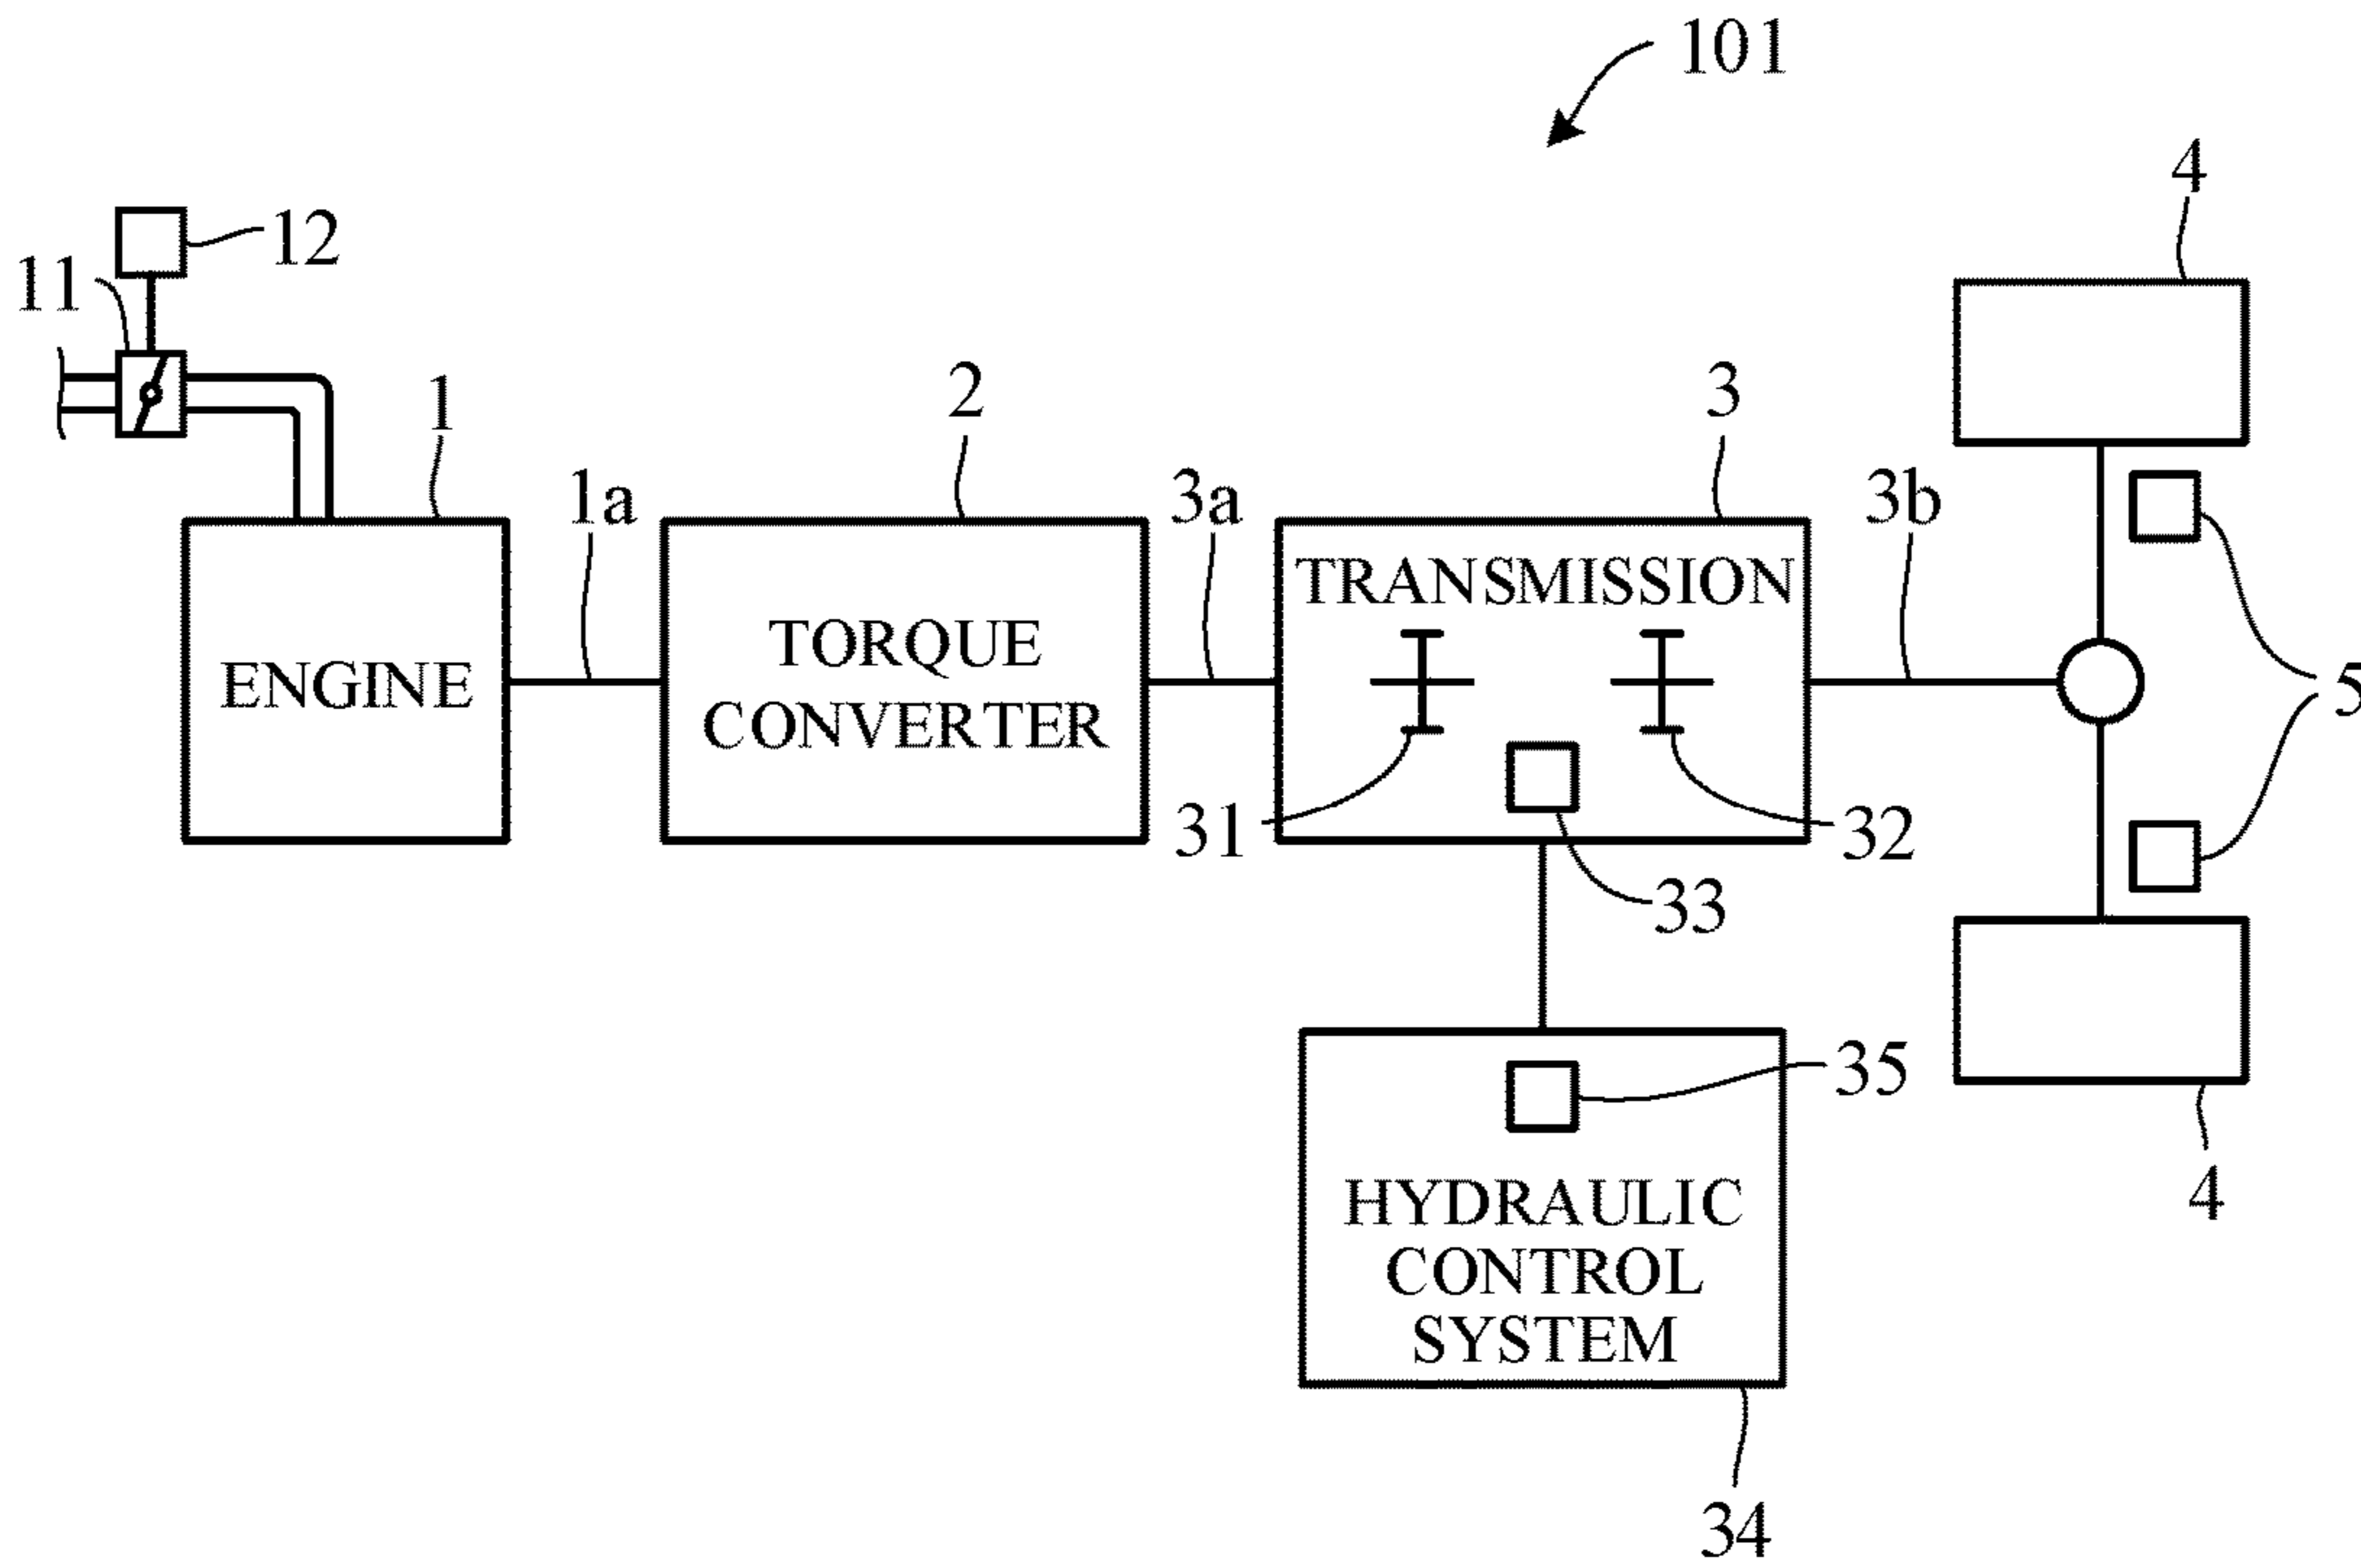 101
4
12
11
1
2
3
1a
3a
3b
TRANSMISSION
ENGINE
TORQUE
CONVERTER
5
31
32
33
35
HYDRAULIC
CONTROL
SYSTEM
4
34